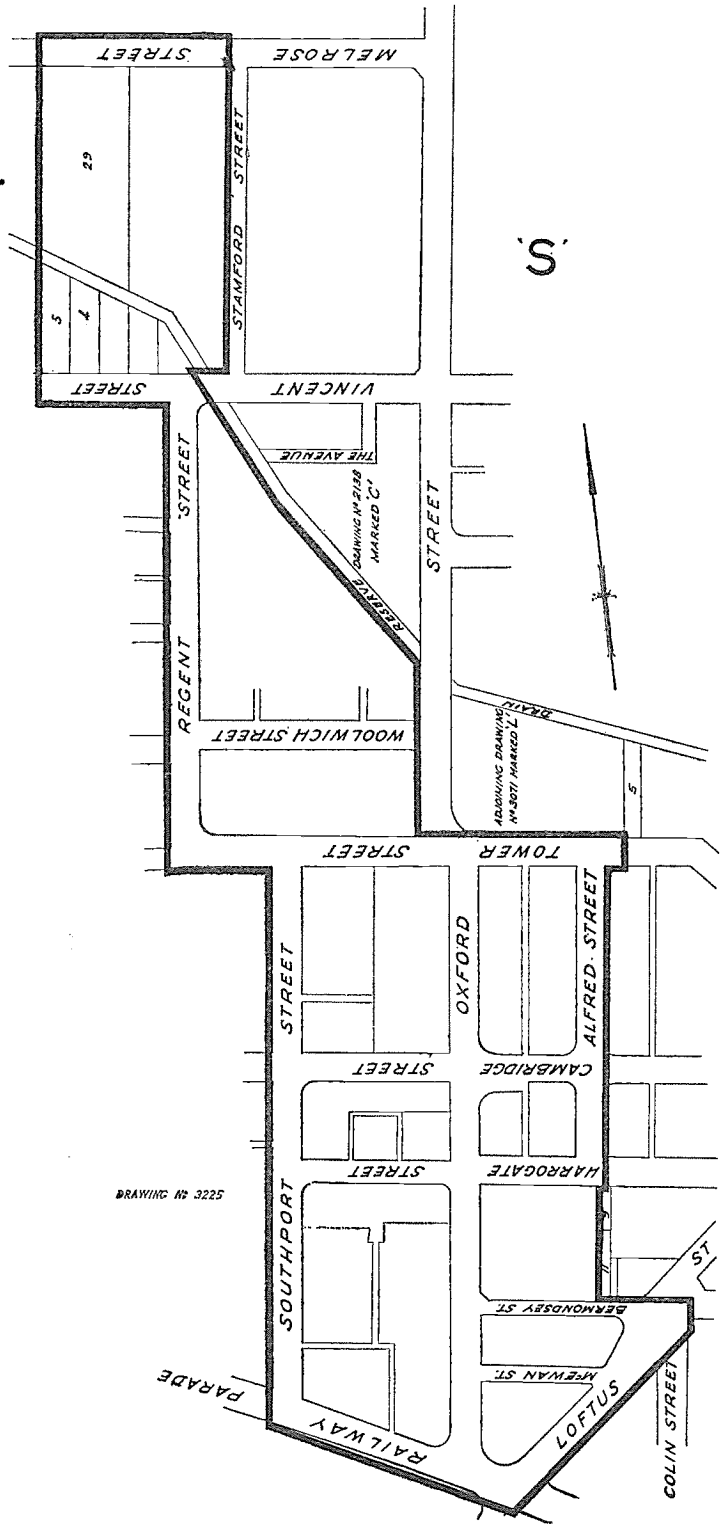 MELROSE STREET
29
STAMFORD STREET
5
4
'S'
VINCENT STREET
THE AVENUE
DRAWING Nº 2138
MARKED 'C'
REGENT STREET
STREET
RESERVE
WOOLWICH STREET
DRAIN
ADJOINING DRAWING
Nº 3071 MARKED 'L'
5
TOWER STREET
OXFORD
ALFRED STREET
CAMBRIDGE STREET
HARROGATE STREET
DRAWING Nº 3225
SOUTHPORT STREET
ST
BERMONDSEY ST.
McEWAN ST.
LOFTUS
COLIN STREET
RAILWAY PARADE